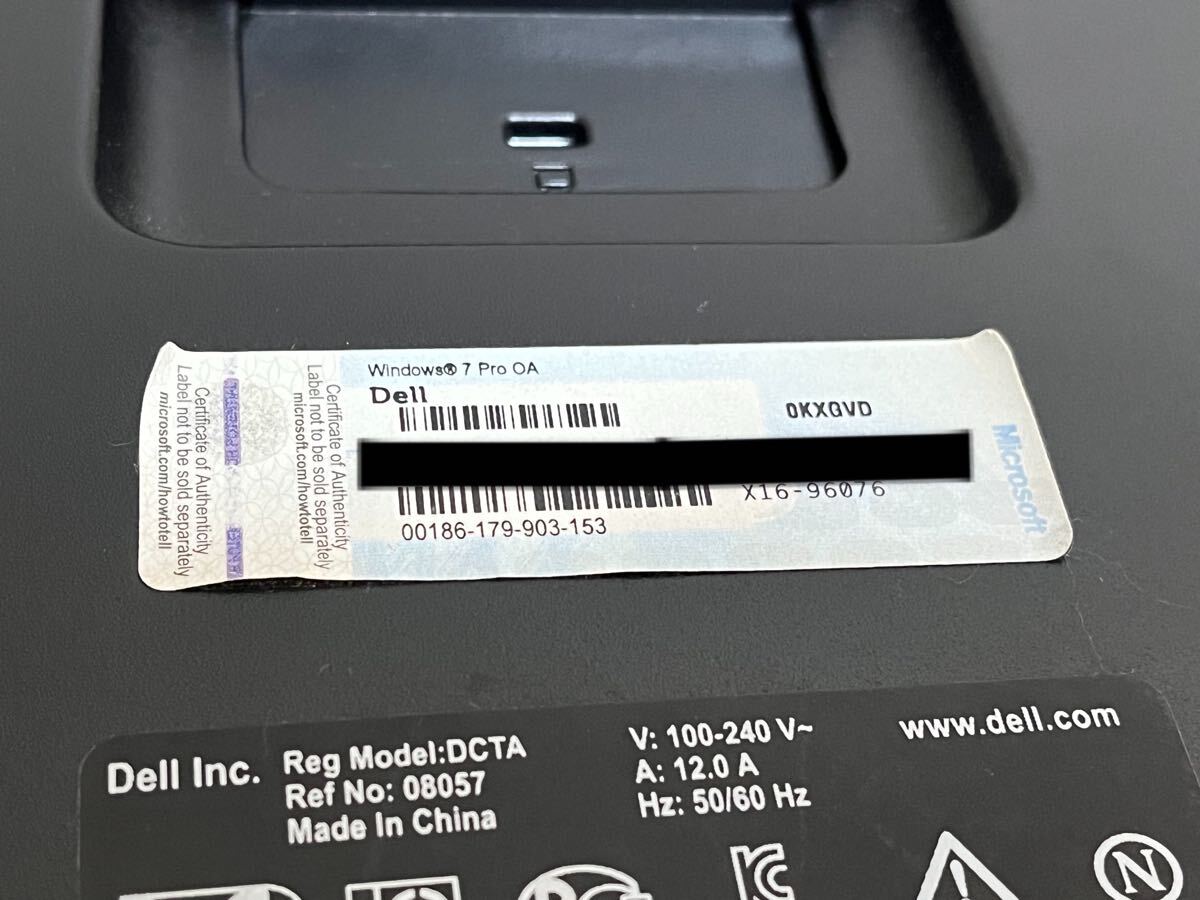 Certificate of Authenticity
Label not to be sold separately
microsoft.com/howtotell
Certificate of Authenticity
Label not to be sold separately
microsoft.com/howtotell
Windows® 7 Pro OA
Dell
0KXGVD
X16-96076
00186-179-903-153
Microsoft
Dell Inc.
Reg Model:DCTA
Ref No: 08057
Made In China
V: 100-240 V~
A: 12.0 A
Hz: 50/60 Hz
www.dell.com
N